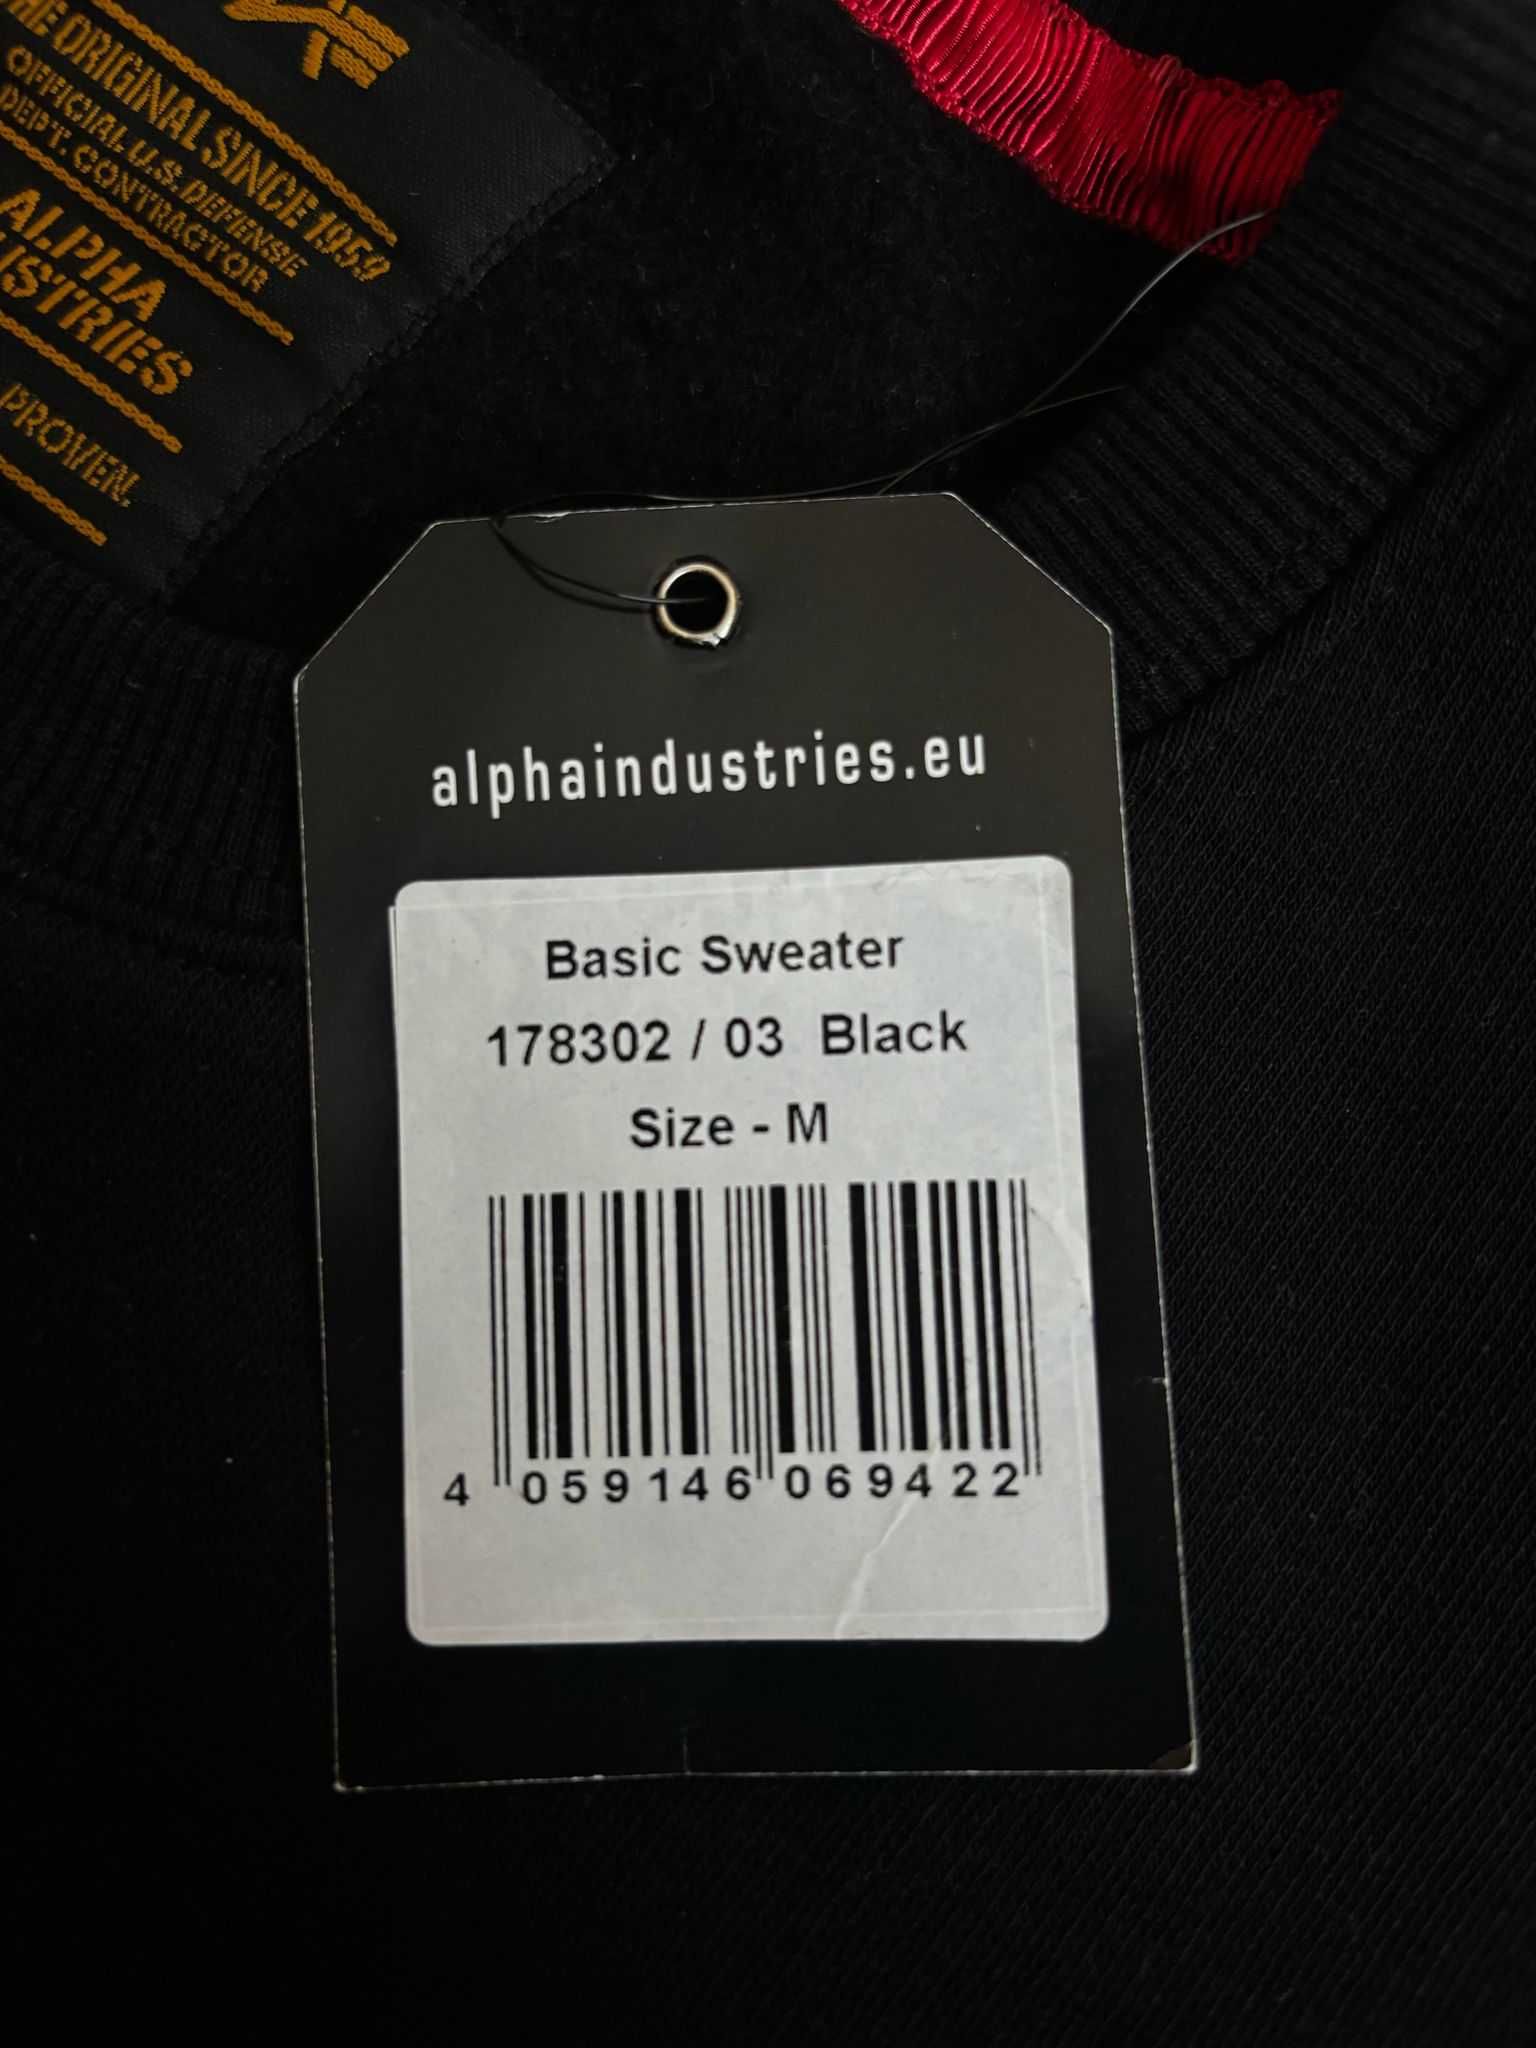 THE ORIGINAL SINCE 1959
OFFICIAL U.S. DEFENSE
DEPT. CONTRACTOR
ALPHA
USTRIES
PROVEN.
alphaindustries.eu
Basic Sweater
178302 / 03 Black
Size - M
4 059146 069422